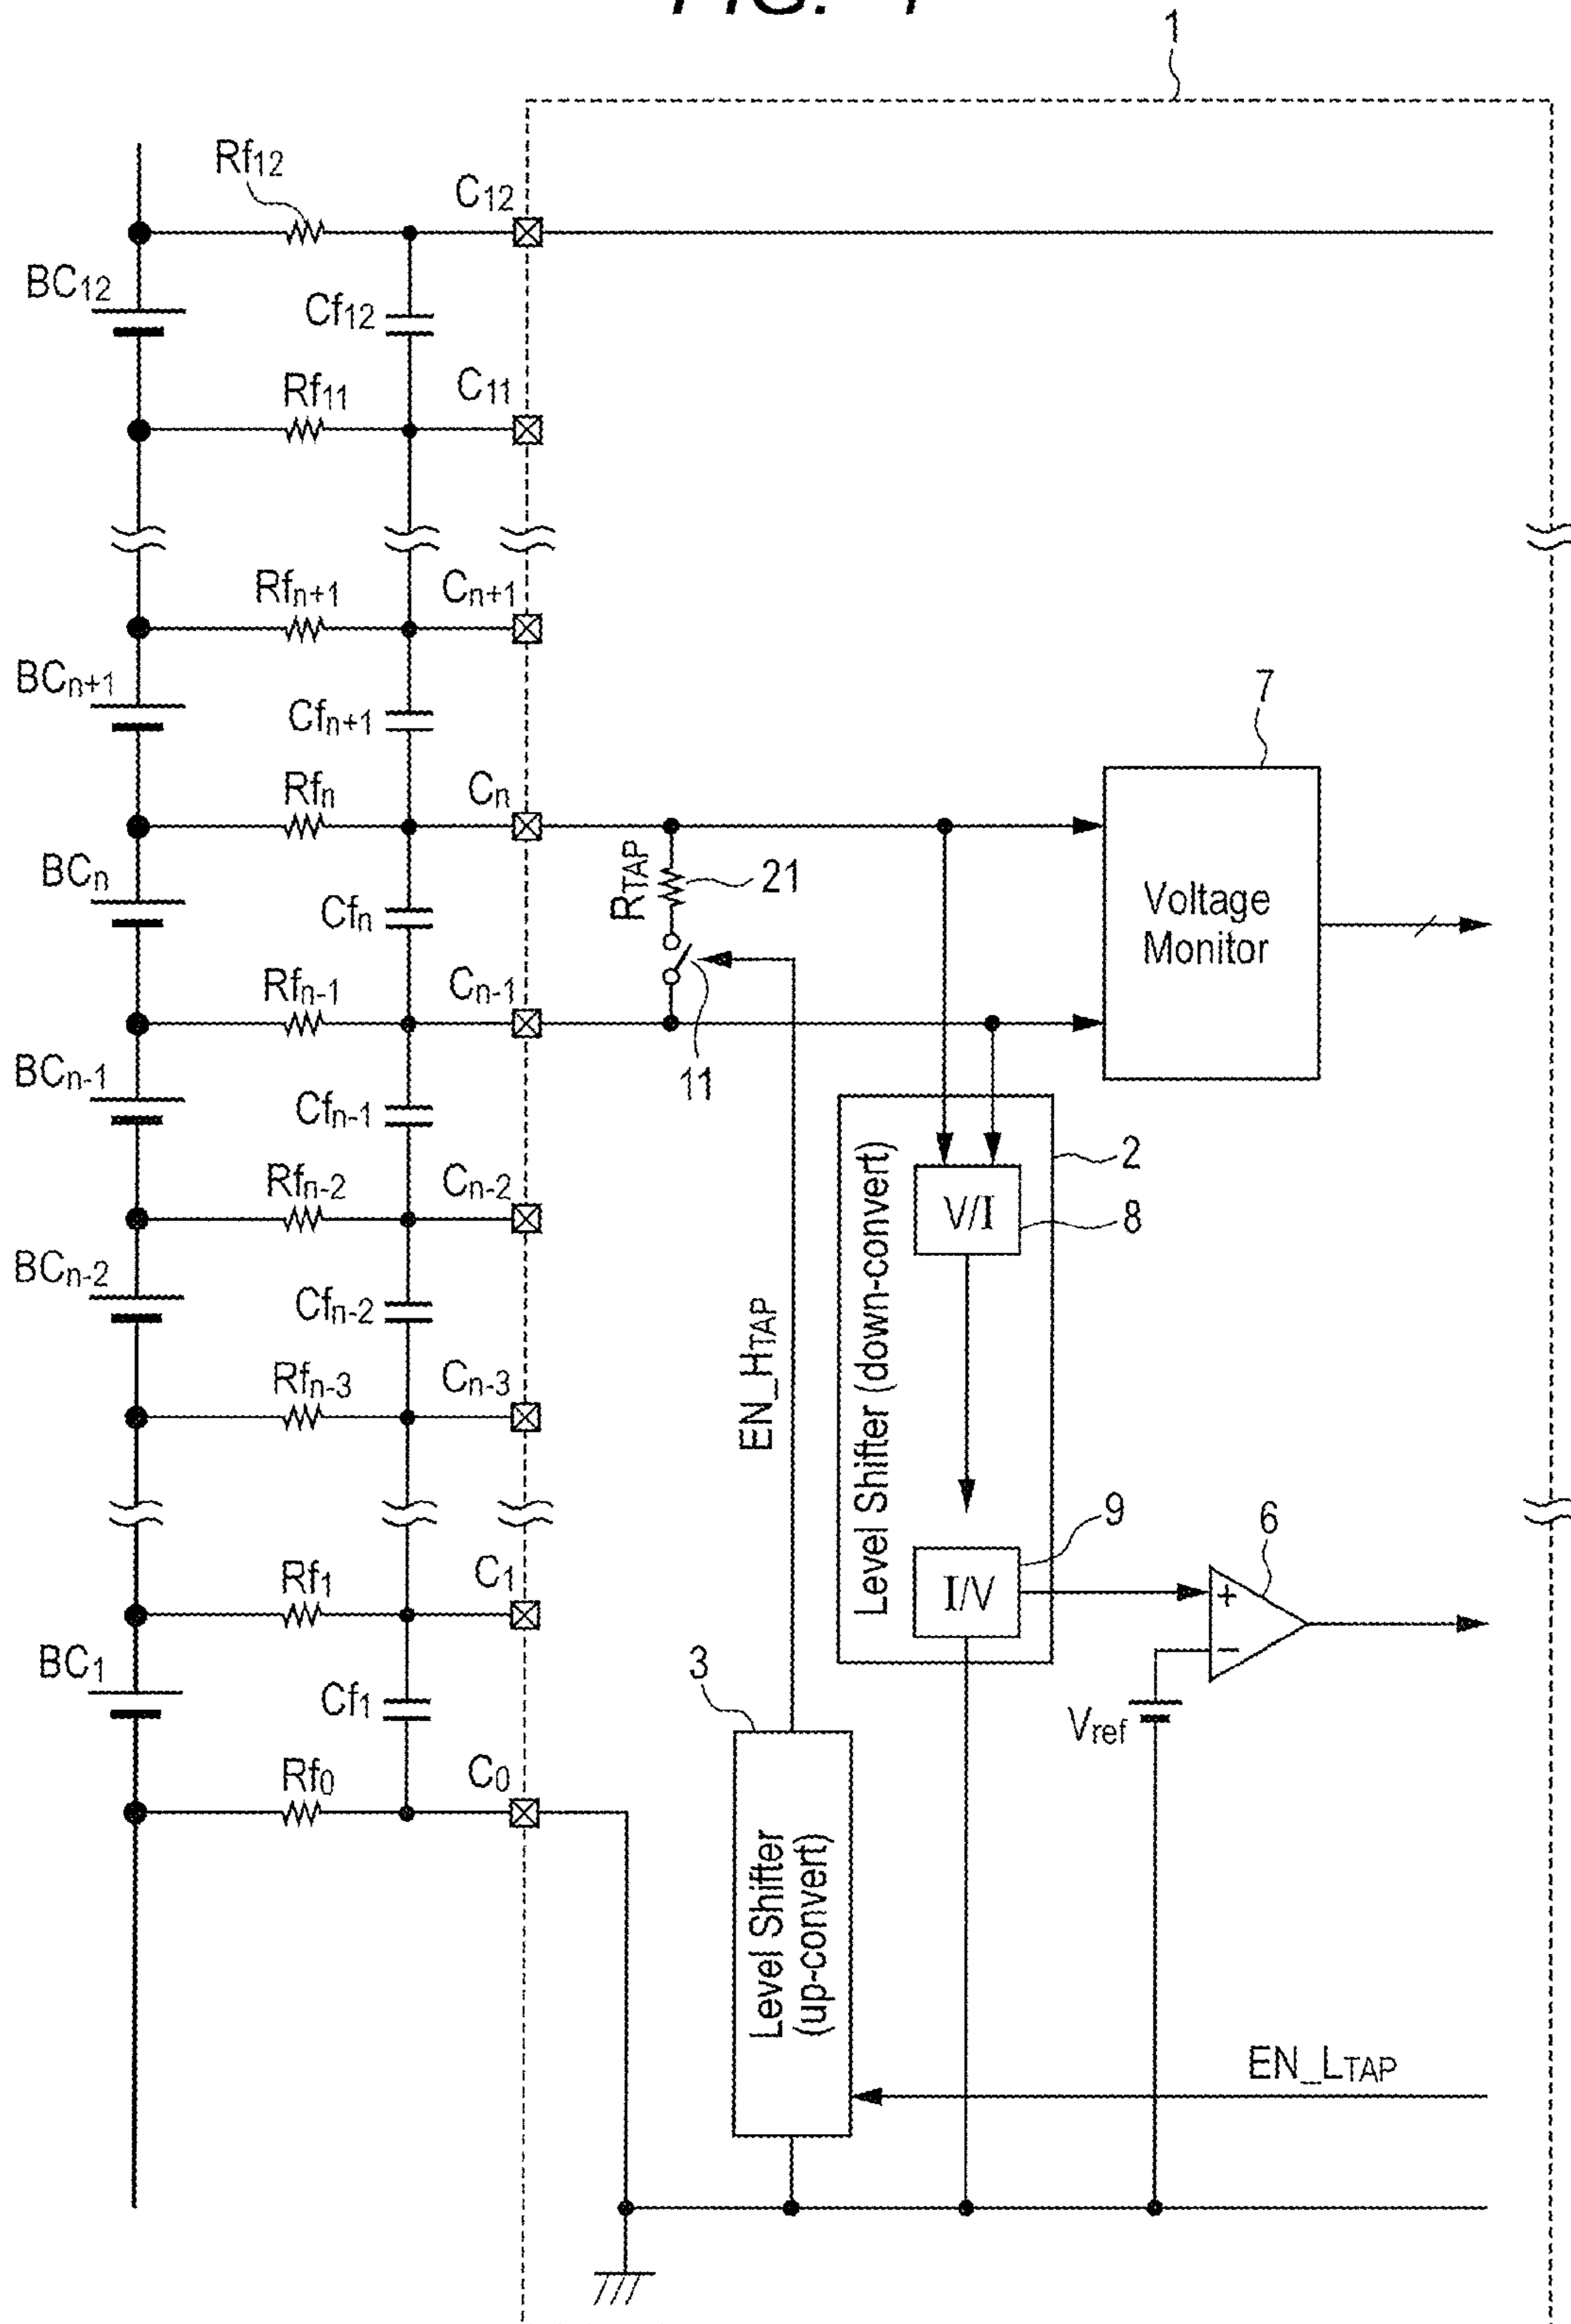 FIG. 1
1
Rf12
C12
BC12
Cf12
Rf11
C11
Rfn+1
Cn+1
BCn+1
Cfn+1
7
Rfn
Cn
BCn
Cfn
RTAP
21
Voltage
Monitor
Rfn-1
Cn-1
11
BCn-1
Cfn-1
2
Level Shifter (down-convert)
V/I
8
Rfn-2
Cn-2
BCn-2
Cfn-2
EN_HTAP
Rfn-3
Cn-3
9
6
I/V
+
−
Rf1
C1
BC1
Cf1
3
Vref
Rf0
C0
Level Shifter
(up-convert)
EN_LTAP